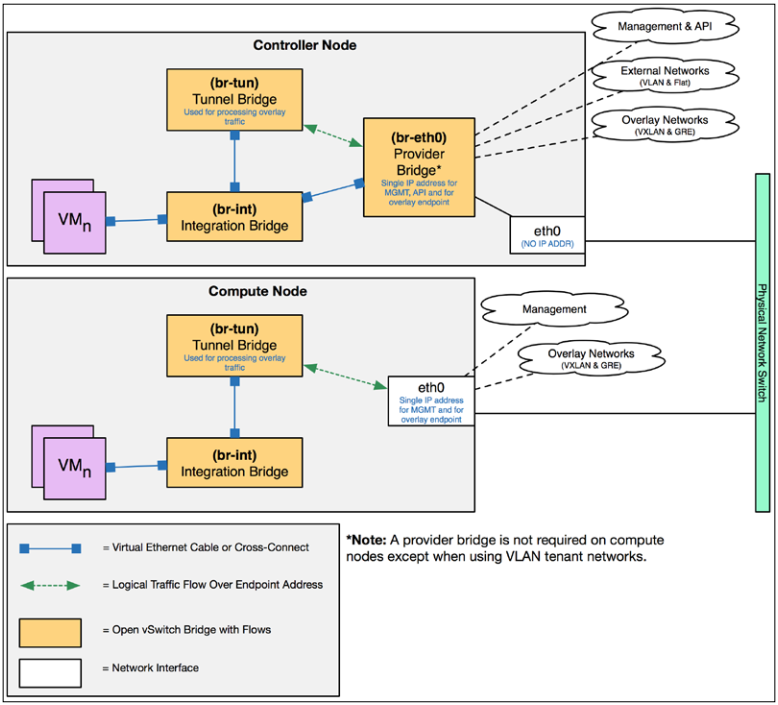 Controller Node
Management & API
External Networks
(VLAN & Flat)
Overlay Networks
(VXLAN & GRE)
(br-tun)
Tunnel Bridge
Used for processing overlay
traffic
(br-eth0)
Provider
Bridge*
Single IP address for
MGMT, API and for
overlay endpoint
VMn
(br-int)
Integration Bridge
eth0
(NO IP ADDR)
Physical Network Switch
Compute Node
Management
Overlay Networks
(VXLAN & GRE)
(br-tun)
Tunnel Bridge
Used for processing overlay
traffic
eth0
Single IP address
for MGMT and for
overlay endpoint
VMn
(br-int)
Integration Bridge
= Virtual Ethernet Cable or Cross-Connect
= Logical Traffic Flow Over Endpoint Address
= Open vSwitch Bridge with Flows
= Network Interface
*Note: A provider bridge is not required on compute
nodes except when using VLAN tenant networks.